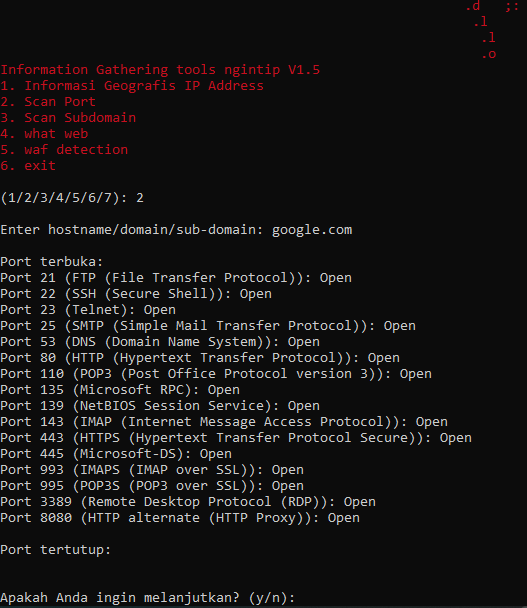 .d ;:
.l
.l
.o
Information Gathering tools ngintip V1.5
1. Informasi Geografis IP Address
2. Scan Port
3. Scan Subdomain
4. what web
5. waf detection
6. exit
(1/2/3/4/5/6/7): 2
Enter hostname/domain/sub-domain: google.com
Port terbuka:
Port 21 (FTP (File Transfer Protocol)): Open
Port 22 (SSH (Secure Shell)): Open
Port 23 (Telnet): Open
Port 25 (SMTP (Simple Mail Transfer Protocol)): Open
Port 53 (DNS (Domain Name System)): Open
Port 80 (HTTP (Hypertext Transfer Protocol)): Open
Port 110 (POP3 (Post Office Protocol version 3)): Open
Port 135 (Microsoft RPC): Open
Port 139 (NetBIOS Session Service): Open
Port 143 (IMAP (Internet Message Access Protocol)): Open
Port 443 (HTTPS (Hypertext Transfer Protocol Secure)): Open
Port 445 (Microsoft-DS): Open
Port 993 (IMAPS (IMAP over SSL)): Open
Port 995 (POP3S (POP3 over SSL)): Open
Port 3389 (Remote Desktop Protocol (RDP)): Open
Port 8080 (HTTP alternate (HTTP Proxy)): Open
Port tertutup:
Apakah Anda ingin melanjutkan? (y/n):